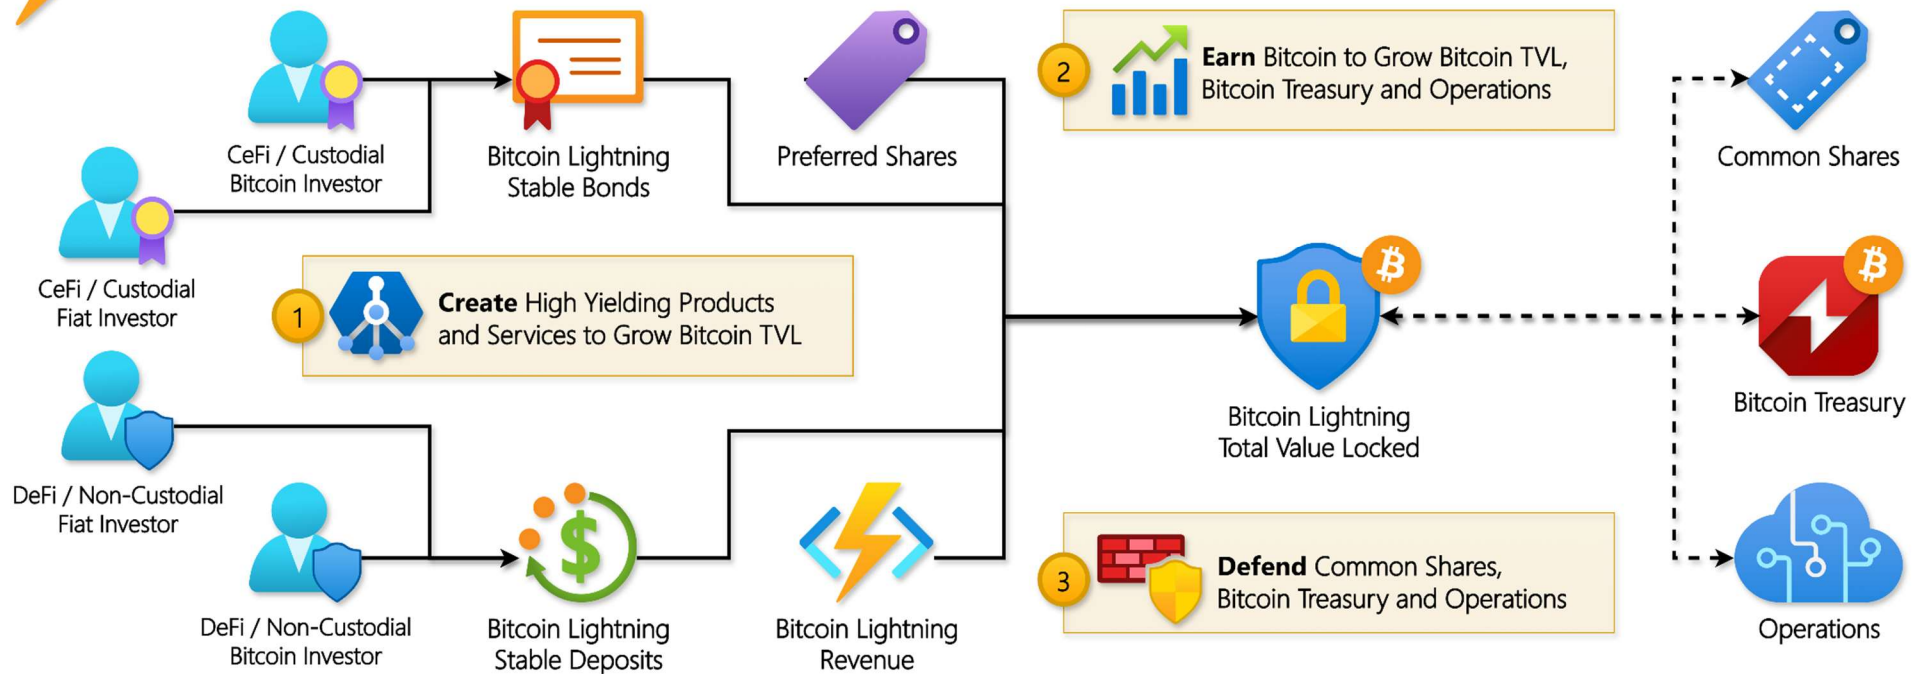 CeFi / Custodial
Bitcoin Investor
Bitcoin Lightning
Stable Bonds
Preferred Shares
2
Earn Bitcoin to Grow Bitcoin TVL,
Bitcoin Treasury and Operations
Common Shares
CeFi / Custodial
Fiat Investor
1
Create High Yielding Products
and Services to Grow Bitcoin TVL
Bitcoin Lightning
Total Value Locked
Bitcoin Treasury
DeFi / Non-Custodial
Fiat Investor
DeFi / Non-Custodial
Bitcoin Investor
$
Bitcoin Lightning
Stable Deposits
Bitcoin Lightning
Revenue
3
Defend Common Shares,
Bitcoin Treasury and Operations
Operations